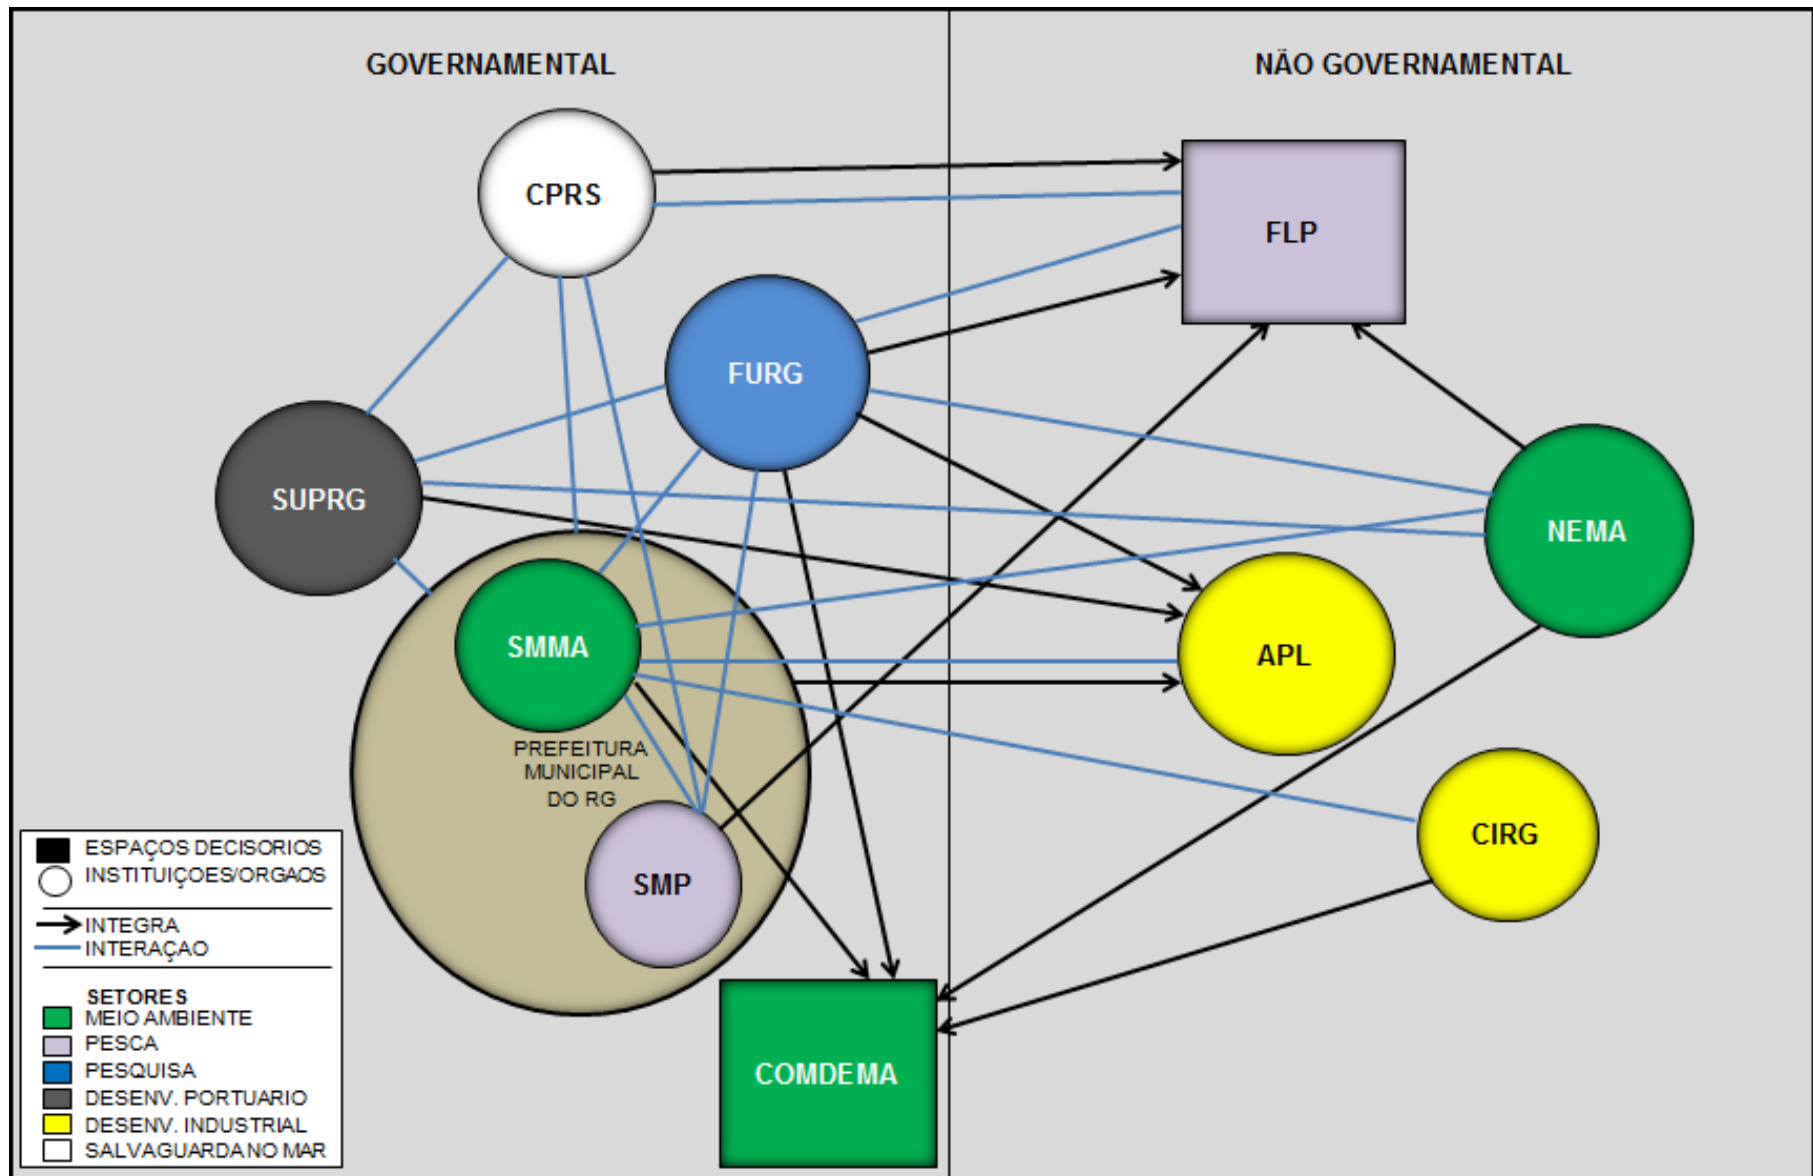 GOVERNAMENTAL
NÃO GOVERNAMENTAL
CPRS
FLP
FURG
SUPRG
NEMA
SMMA
APL
PREFEITURA
MUNICIPAL
DO RG
CIRG
SMP
COMDEMA
ESPAÇOS DECISORIOS
INSTITUIÇOES/ORGAOS
INTEGRA
INTERAÇAO
SETORES
MEIO AMBIENTE
PESCA
PESQUISA
DESENV. PORTUARIO
DESENV. INDUSTRIAL
SALVAGUARDA NO MAR